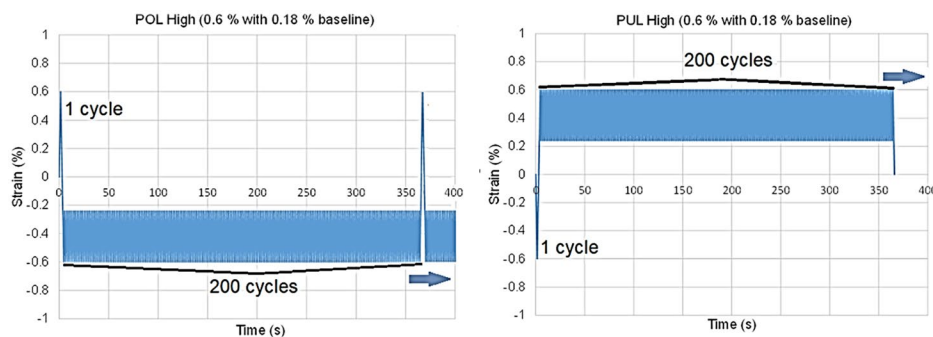 POL High (0.6 % with 0.18 % baseline)
1
0.8
0.6
0.4
0.2
0
-0.2
-0.4
-0.6
-0.8
-1
Strain (%)
1 cycle
0 50 100 150 200 250 300 350 400
200 cycles
Time (s)
PUL High (0.6 % with 0.18 % baseline)
1
0.8
0.6
0.4
0.2
0
-0.2
-0.4
-0.6
-0.8
-1
Strain (%)
200 cycles
0 50 100 150 200 250 300 350 400
1 cycle
Time (s)